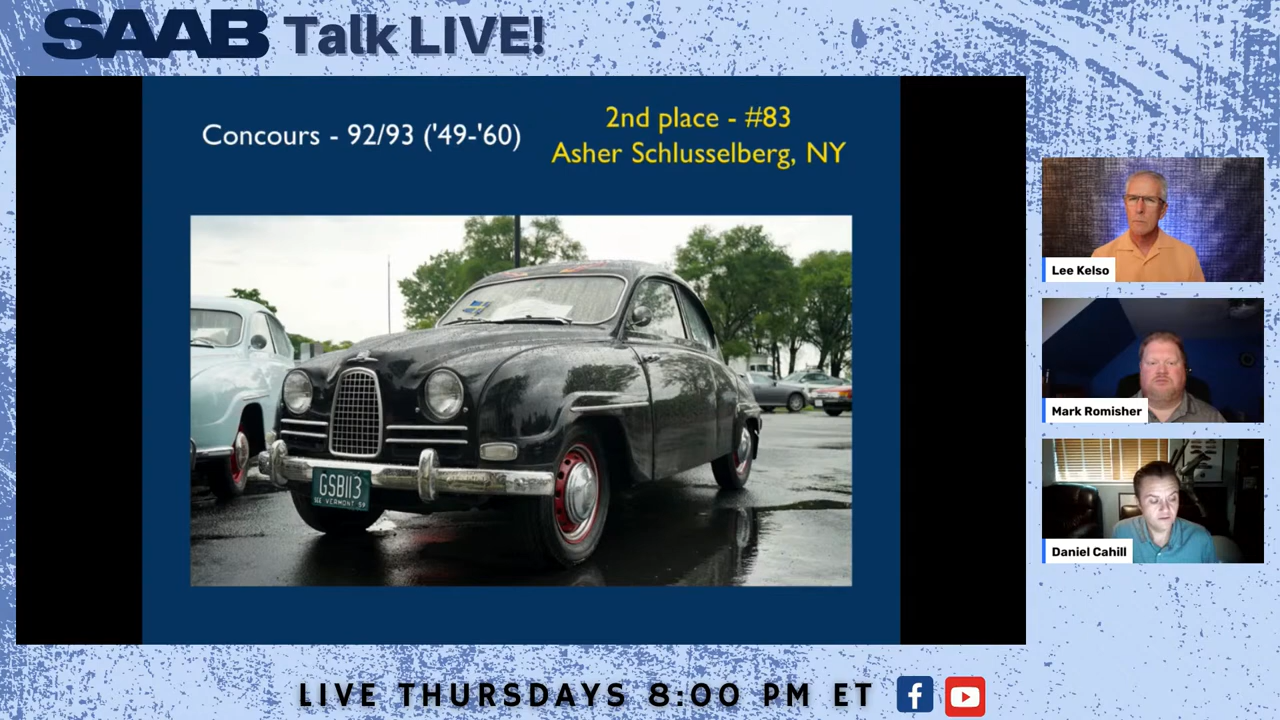 SAAB Talk LIVE!
Concours - 92/93 ('49-'60)
2nd place - #83
Asher Schlusselberg, NY
GSB113
VERMONT 59
Lee Kelso
Mark Romisher
Daniel Cahill
LIVE THURSDAYS 8:00 PM ET